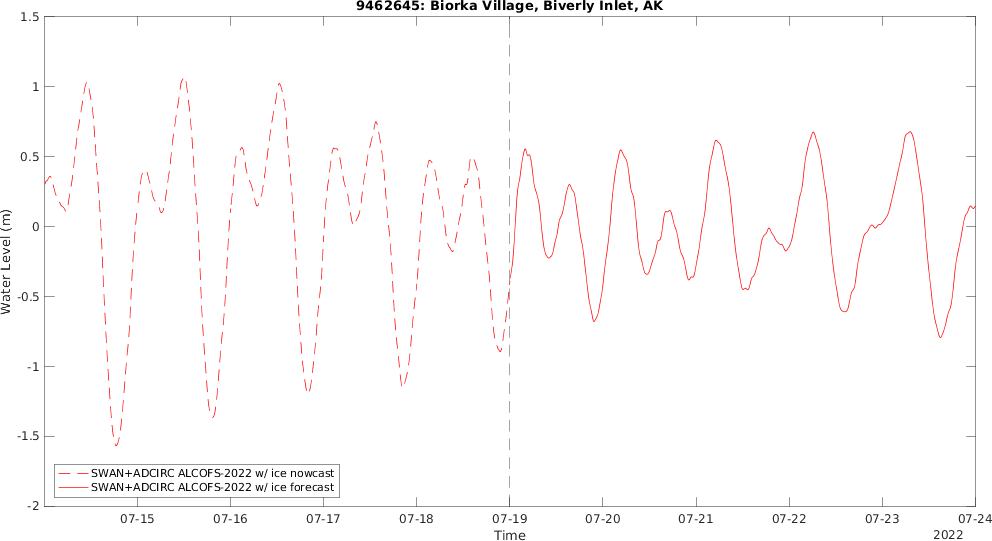 9462645: Biorka Village, Biverly Inlet, AK
1.5
1
0.5
0
-0.5
-1
-1.5
-2
Water Level (m)
SWAN+ADCIRC ALCOFS-2022 w/ ice nowcast
SWAN+ADCIRC ALCOFS-2022 w/ ice forecast
07-15 07-16 07-17 07-18 07-19 07-20 07-21 07-22 07-23 07-24
Time
2022